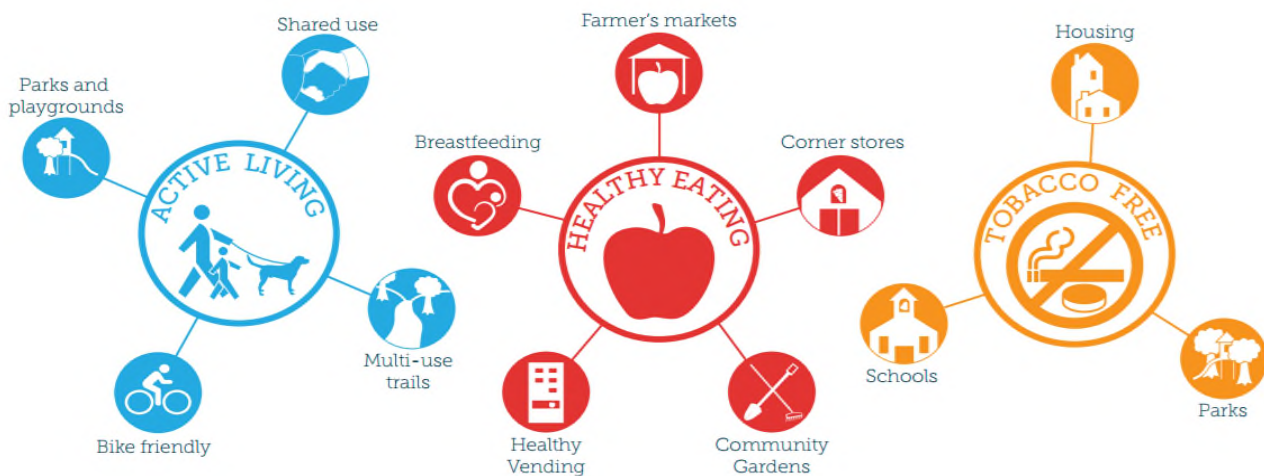 Shared use
Parks and
playgrounds
ACTIVE LIVING
Multi-use
trails
Bike friendly
Farmer's markets
Breastfeeding
Corner stores
HEALTHY EATING
Healthy
Vending
Community
Gardens
Housing
TOBACCO FREE
Schools
Parks